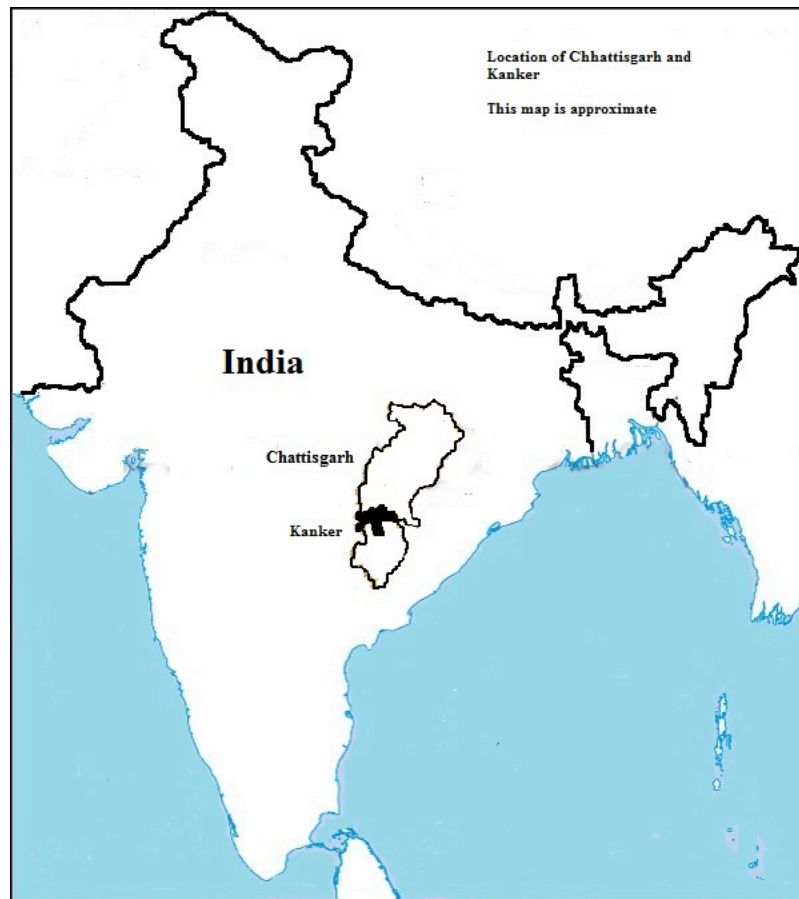 Location of Chhattisgarh and
Kanker
This map is approximate
India
Chattisgarh
Kanker